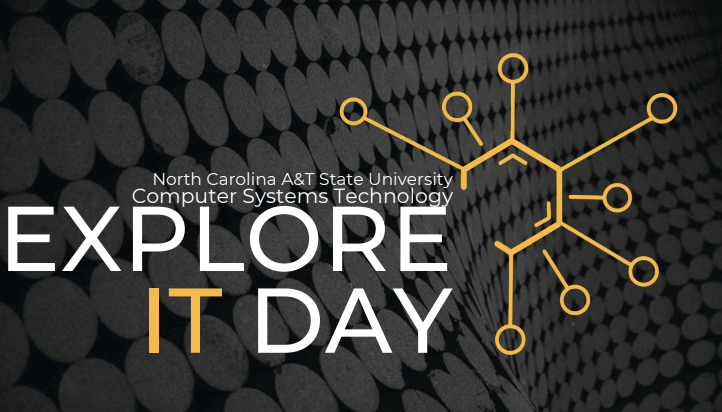 North Carolina A&T State University
Computer Systems Technology
EXPLORE
IT DAY